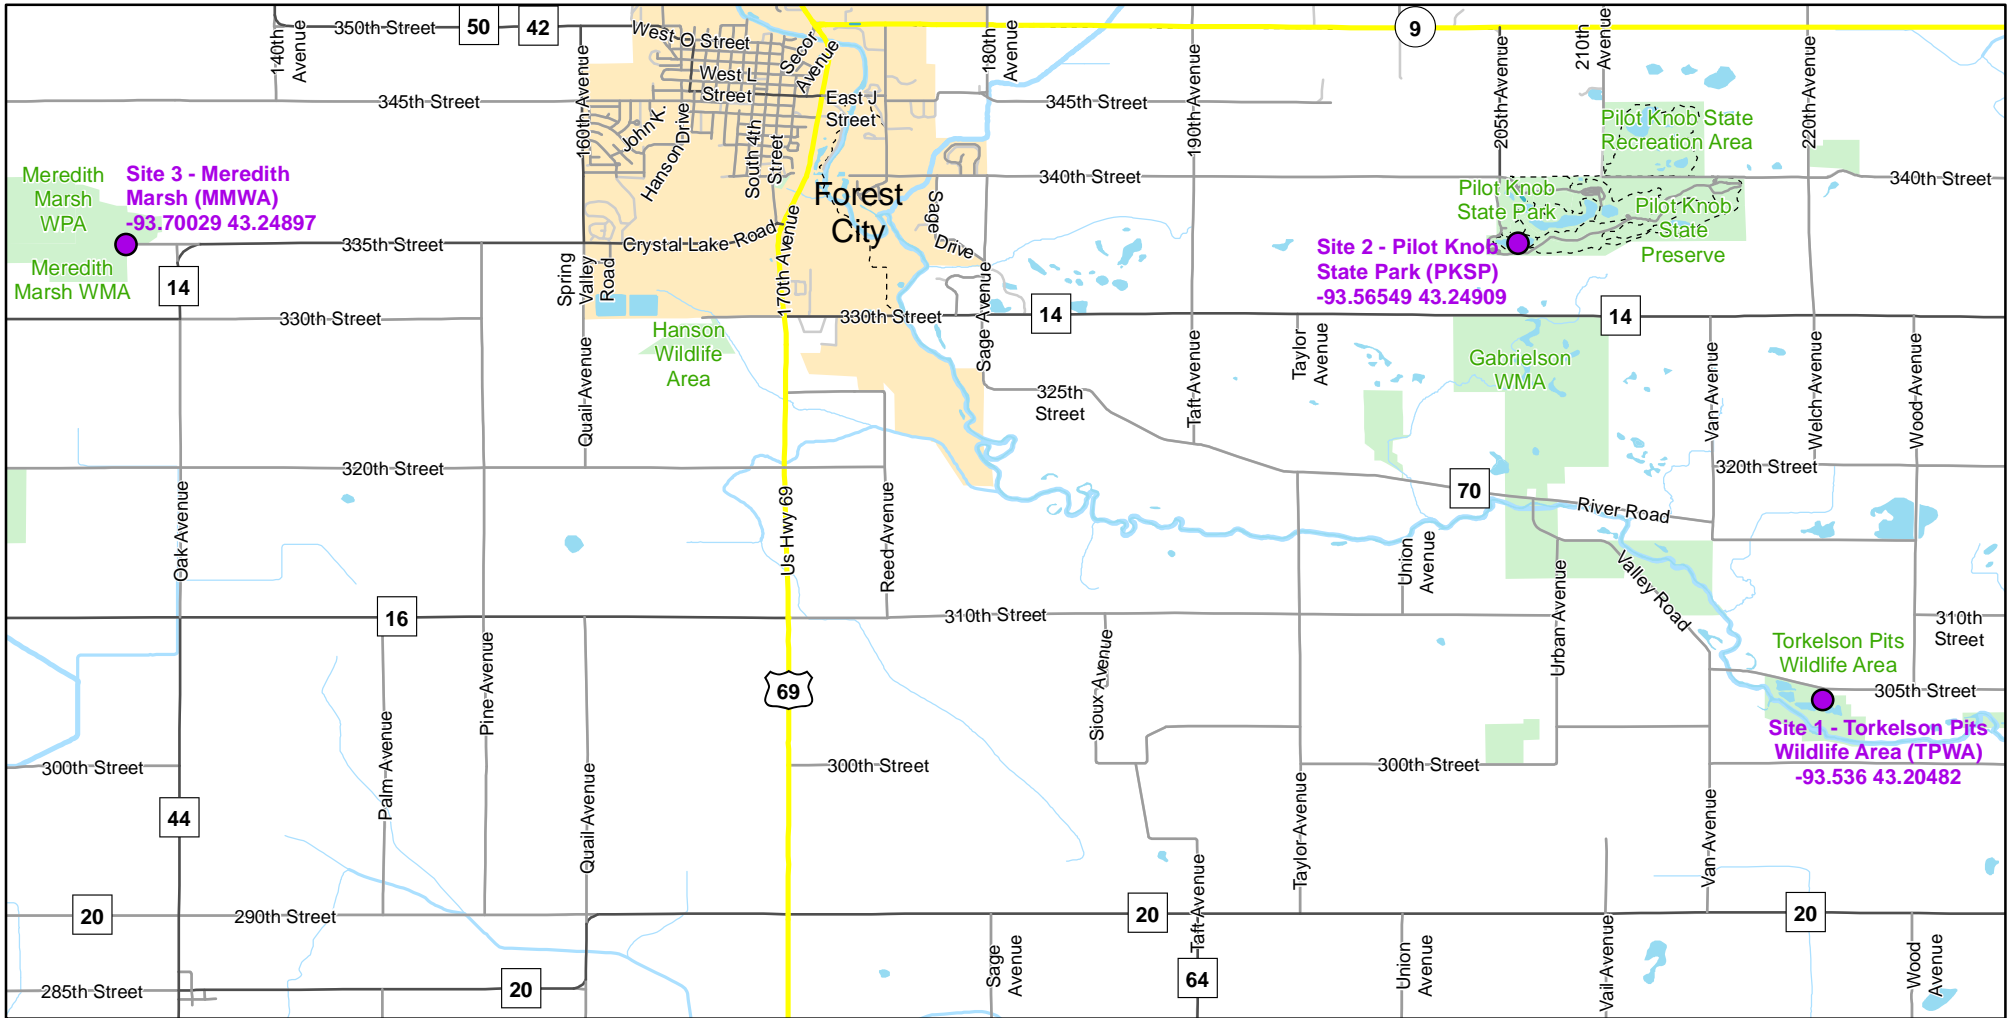 350th Street
50
42
140th
Avenue
West O Street
Secor
Avenue
West L
Street
East J
Street
180th
Avenue
9
210th
Avenue
190th Avenue
205th Avenue
220th Avenue
345th Street
345th Street
160th Avenue
John K.
Hanson Drive
South 4th
Street
Pilot Knob State
Recreation Area
Meredith
Marsh
WPA
Site 3 - Meredith
Marsh (MMWA)
-93.70029 43.24897
340th Street
340th Street
Forest
City
Sage
Drive
Pilot Knob
State Park
Pilot Knob
State
Preserve
335th Street
Crystal Lake Road
170th Avenue
Meredith
Marsh WMA
14
Spring
Valley
Road
Site 2 - Pilot Knob
State Park (PKSP)
-93.56549 43.24909
330th Street
330th Street
14
14
Hanson
Wildlife
Area
Sage Avenue
Taft Avenue
Taylor
Avenue
Gabrielson
WMA
Van Avenue
Welch Avenue
Wood Avenue
Quail Avenue
325th
Street
320th Street
320th Street
70
River Road
Oak Avenue
Us Hwy 69
Reed Avenue
Union
Avenue
Urban Avenue
Valley Road
16
310th Street
310th
Street
Pine Avenue
Sioux Avenue
Torkelson Pits
Wildlife Area
69
305th Street
Site 1 - Torkelson Pits
Wildlife Area (TPWA)
-93.536 43.20482
300th Street
300th Street
300th Street
Palm Avenue
Quail Avenue
44
Taylor Avenue
Van Avenue
Taft Avenue
20
290th Street
20
20
Sage
Avenue
Union
Avenue
Vail Avenue
Wood
Avenue
285th Street
20
64